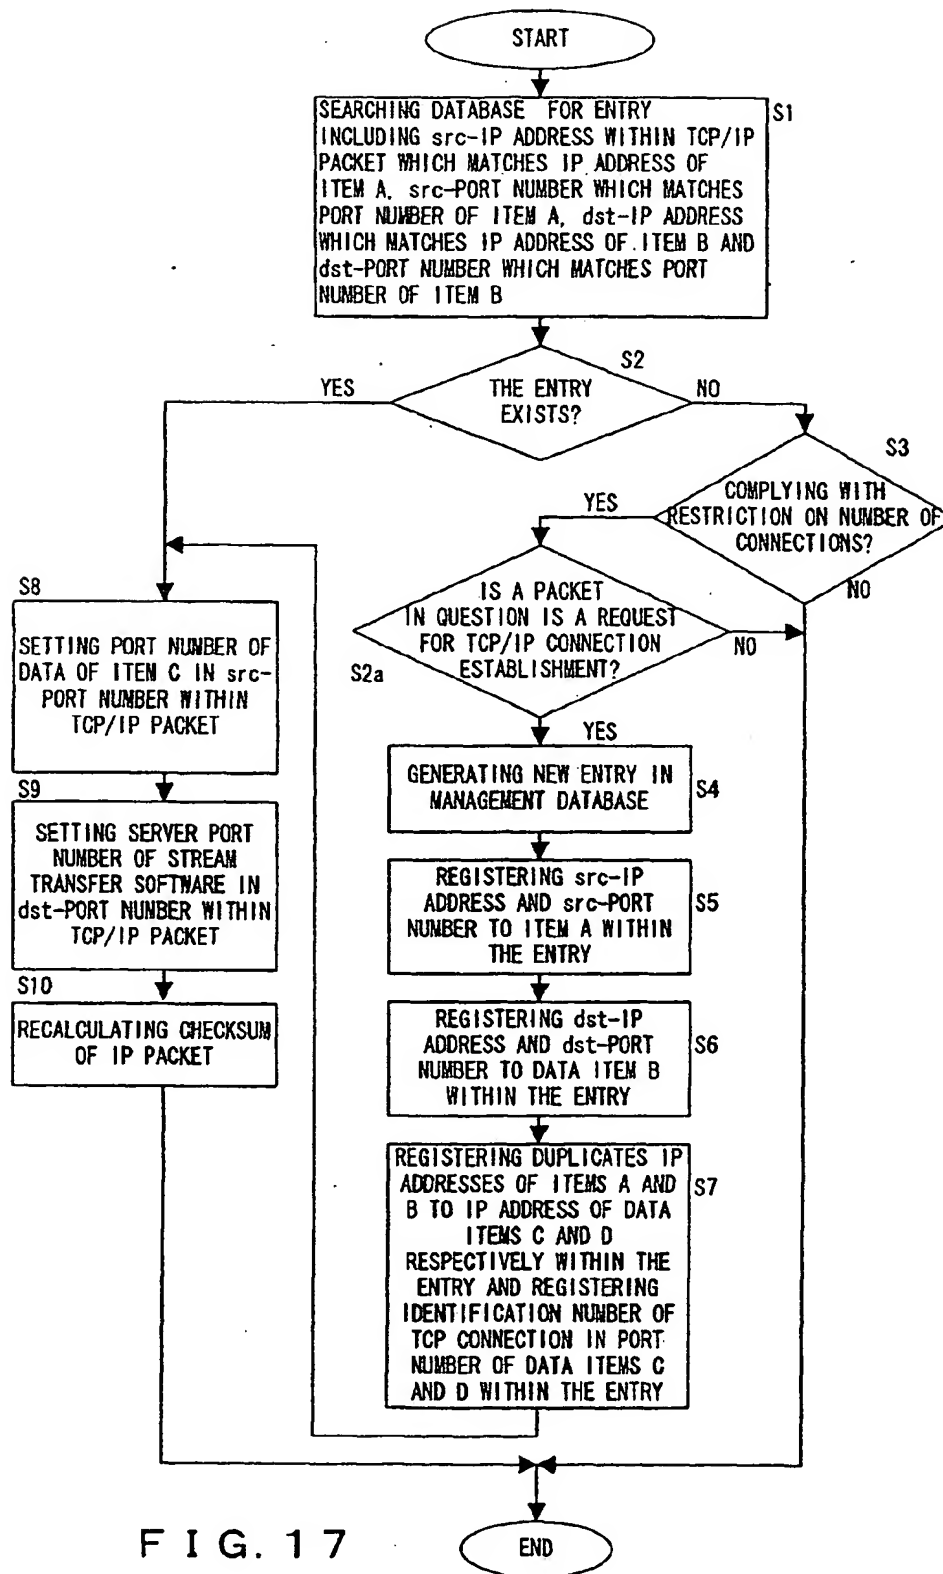 START
SEARCHING DATABASE FOR ENTRY
INCLUDING src-IP ADDRESS WITHIN TCP/IP
PACKET WHICH MATCHES IP ADDRESS OF
ITEM A, src-PORT NUMBER WHICH MATCHES
PORT NUMBER OF ITEM A, dst-IP ADDRESS
WHICH MATCHES IP ADDRESS OF ITEM B AND
dst-PORT NUMBER WHICH MATCHES PORT
NUMBER OF ITEM B
S1
S2
THE ENTRY
EXISTS?
YES
NO
S3
COMPLYING WITH
RESTRICTION ON NUMBER OF
CONNECTIONS?
YES
NO
IS A PACKET
IN QUESTION IS A REQUEST
FOR TCP/IP CONNECTION
ESTABLISHMENT?
S2a
NO
YES
GENERATING NEW ENTRY IN
MANAGEMENT DATABASE
S4
REGISTERING src-IP
ADDRESS AND src-PORT
NUMBER TO ITEM A WITHIN
THE ENTRY
S5
REGISTERING dst-IP
ADDRESS AND dst-PORT
NUMBER TO DATA ITEM B
WITHIN THE ENTRY
S6
REGISTERING DUPLICATES IP
ADDRESSES OF ITEMS A AND
B TO IP ADDRESS OF DATA
ITEMS C AND D
RESPECTIVELY WITHIN THE
ENTRY AND REGISTERING
IDENTIFICATION NUMBER OF
TCP CONNECTION IN PORT
NUMBER OF DATA ITEMS C
AND D WITHIN THE ENTRY
S7
S8
SETTING PORT NUMBER OF
DATA OF ITEM C IN src-
PORT NUMBER WITHIN
TCP/IP PACKET
S9
SETTING SERVER PORT
NUMBER OF STREAM
TRANSFER SOFTWARE IN
dst-PORT NUMBER WITHIN
TCP/IP PACKET
S10
RECALCULATING CHECKSUM
OF IP PACKET
END
FIG. 17